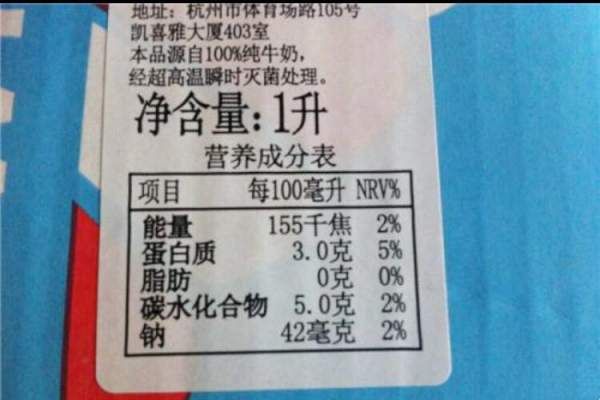 地址：杭州市体育场路105号
凯喜雅大厦403室
本品源自100%纯牛奶，
经超高温瞬时灭菌处理。
净含量：1升
营养成分表
项目 每100毫升 NRV%
能量 155千焦 2%
蛋白质 3.0克 5%
脂肪 0克 0%
碳水化合物 5.0克 2%
钠 42毫克 2%